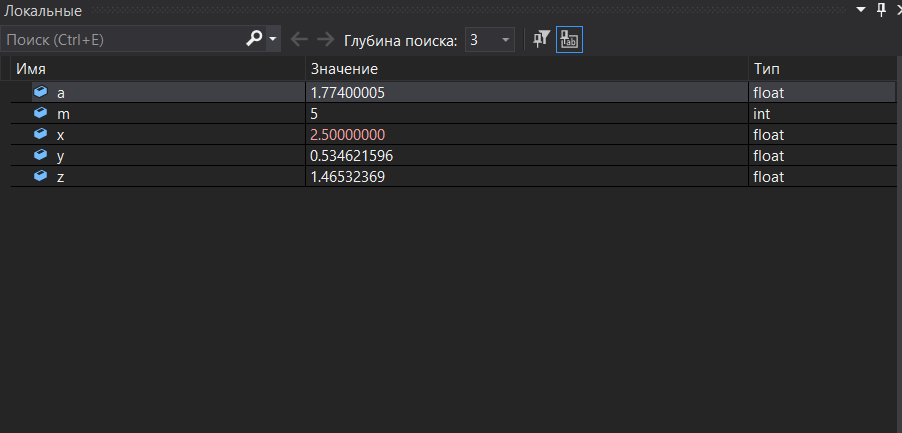 Локальные
Поиск (Ctrl+E) Глубина поиска: 3
Имя Значение Тип
a 1.77400005 float
m 5 int
x 2.50000000 float
y 0.534621596 float
z 1.46532369 float